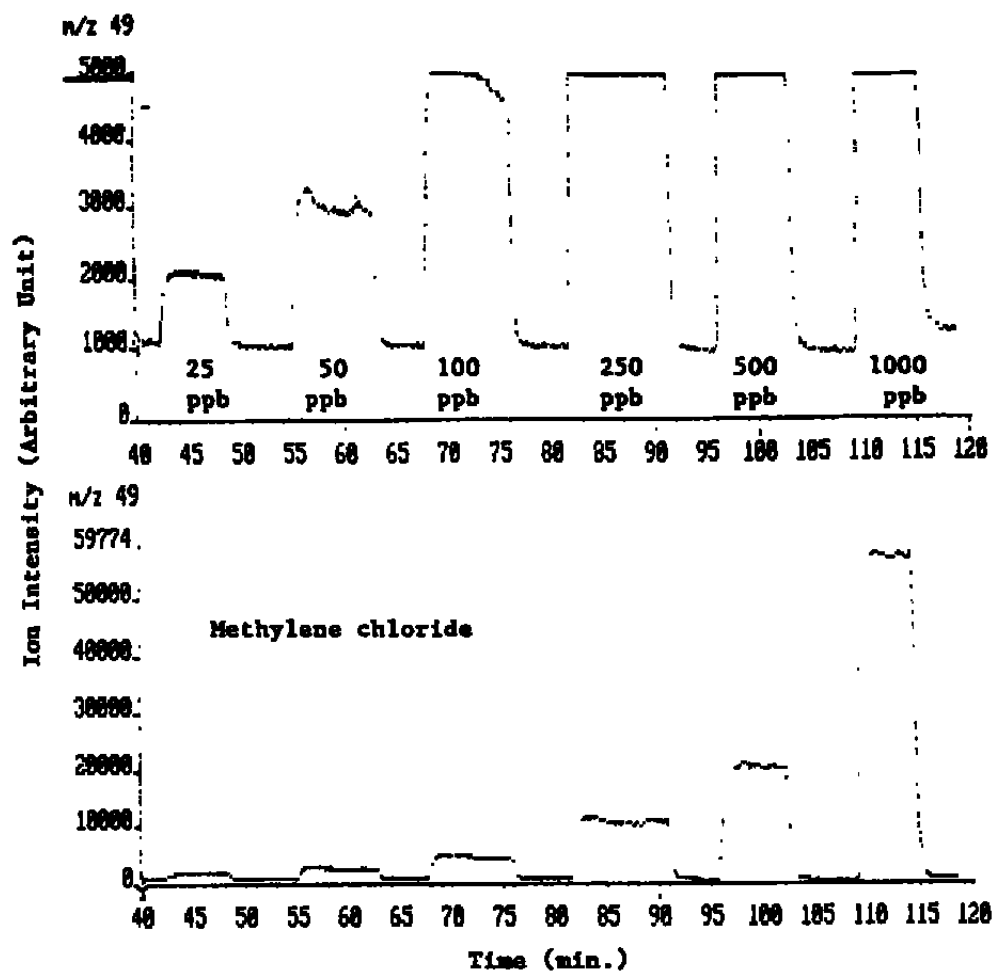 m/z 49
5000
4000
3000
2000
1000
0
25 50 100 250 500 1000
ppb ppb ppb ppb ppb ppb
40 45 50 55 60 65 70 75 80 85 90 95 100 105 110 115 120
Ion Intensity (Arbitrary Unit)
m/z 49
59774
50000
40000
30000
20000
10000
0
Methylene chloride
40 45 50 55 60 65 70 75 80 85 90 95 100 105 110 115 120
Time (min.)